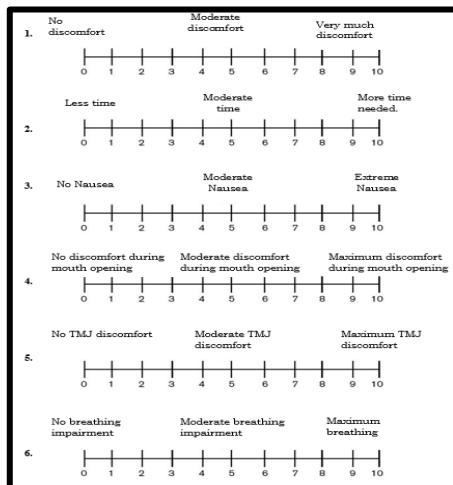 No
discomfort
Moderate
discomfort
Very much
discomfort
1.
0 1 2 3 4 5 6 7 8 9 10
Less time
Moderate
time
More time
needed.
2.
0 1 2 3 4 5 6 7 8 9 10
No Nausea
Moderate
Nausea
Extreme
Nausea
3.
0 1 2 3 4 5 6 7 8 9 10
No discomfort during
mouth opening
Moderate discomfort
during mouth opening
Maximum discomfort
during mouth opening
4.
0 1 2 3 4 5 6 7 8 9 10
No TMJ discomfort
Moderate TMJ
discomfort
Maximum TMJ
discomfort
5.
0 1 2 3 4 5 6 7 8 9 10
No breathing
impairment
Moderate breathing
impairment
Maximum
breathing
6.
0 1 2 3 4 5 6 7 8 9 10